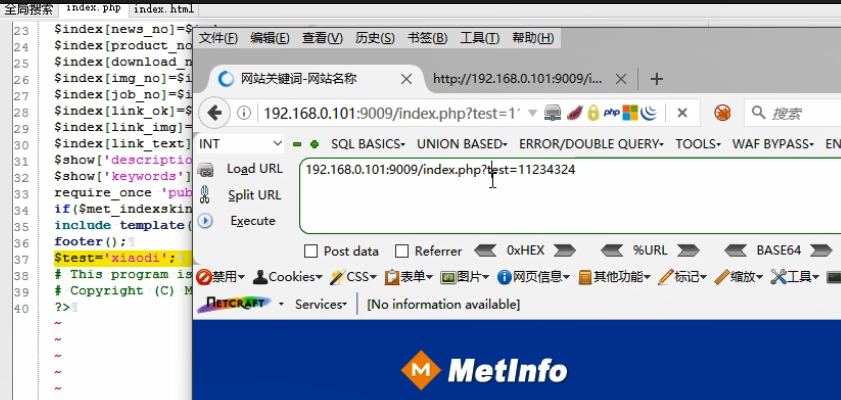 全局搜索 index.php index.html
23 $index[news_no]=$i
24 $index[product_no
25 $index[download_n
26 $index[img_no]=$i
27 $index[job_no]=$i
28 $index[link_ok]=$
29 $index[link_img]=
30 $index[link_text]
31 $show['descriptio
32 $show['keywords']
33 require_once 'pub
34 if($met_indexskin
35 include template(
36 footer();
37 $test='xiaodi';
38 # This program is
39 # Copyright (C) M
40 ?>
~
~
~
~
~
文件(F) 编辑(E) 查看(V) 历史(S) 书签(B) 工具(T) 帮助(H)
网站关键词-网站名称 × http://192.168.0.101:9009/i... × +
192.168.0.101:9009/index.php?test=11 php 搜索
INT SQL BASICS UNION BASED ERROR/DOUBLE QUERY TOOLS WAF BYPASS EN
Load URL 192.168.0.101:9009/index.php?test=11234324
Split URL
Execute
Post data Referrer 0xHEX %URL BASE64
禁用 Cookies CSS 表单 图片 网页信息 其他功能 标记 缩放 工具
NETCRAFT Services [No information available]
M MetInfo